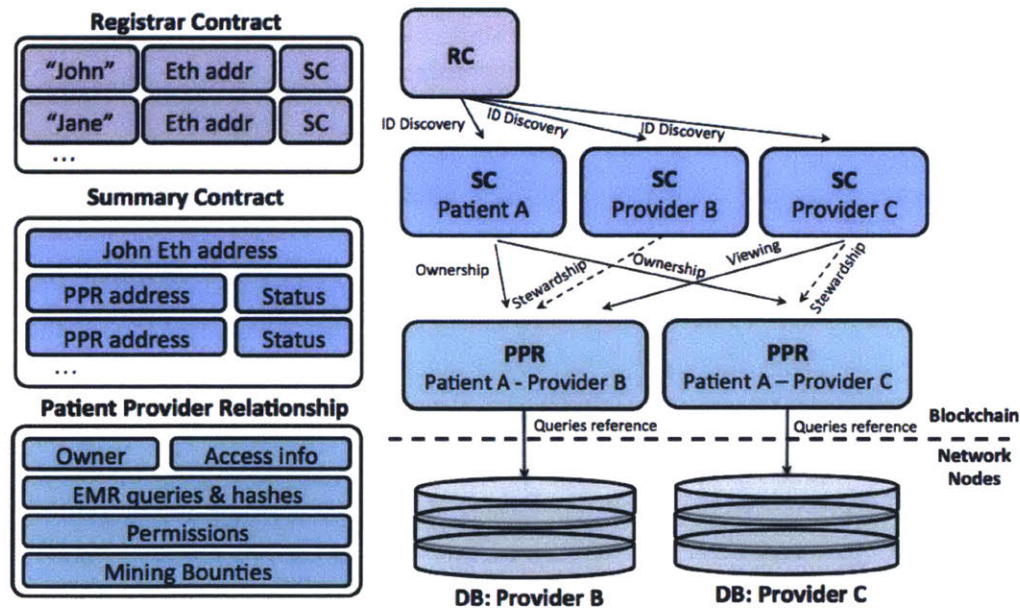 Registrar Contract
“John” Eth addr SC
“Jane” Eth addr SC
...
Summary Contract
John Eth address
PPR address Status
PPR address Status
...
Patient Provider Relationship
Owner Access info
EMR queries & hashes
Permissions
Mining Bounties
RC
ID Discovery ID Discovery ID Discovery
SC
Patient A
SC
Provider B
SC
Provider C
Ownership Stewardship Ownership Viewing Stewardship
PPR
Patient A - Provider B
PPR
Patient A – Provider C
Queries reference Queries reference
Blockchain
Network
Nodes
DB: Provider B
DB: Provider C